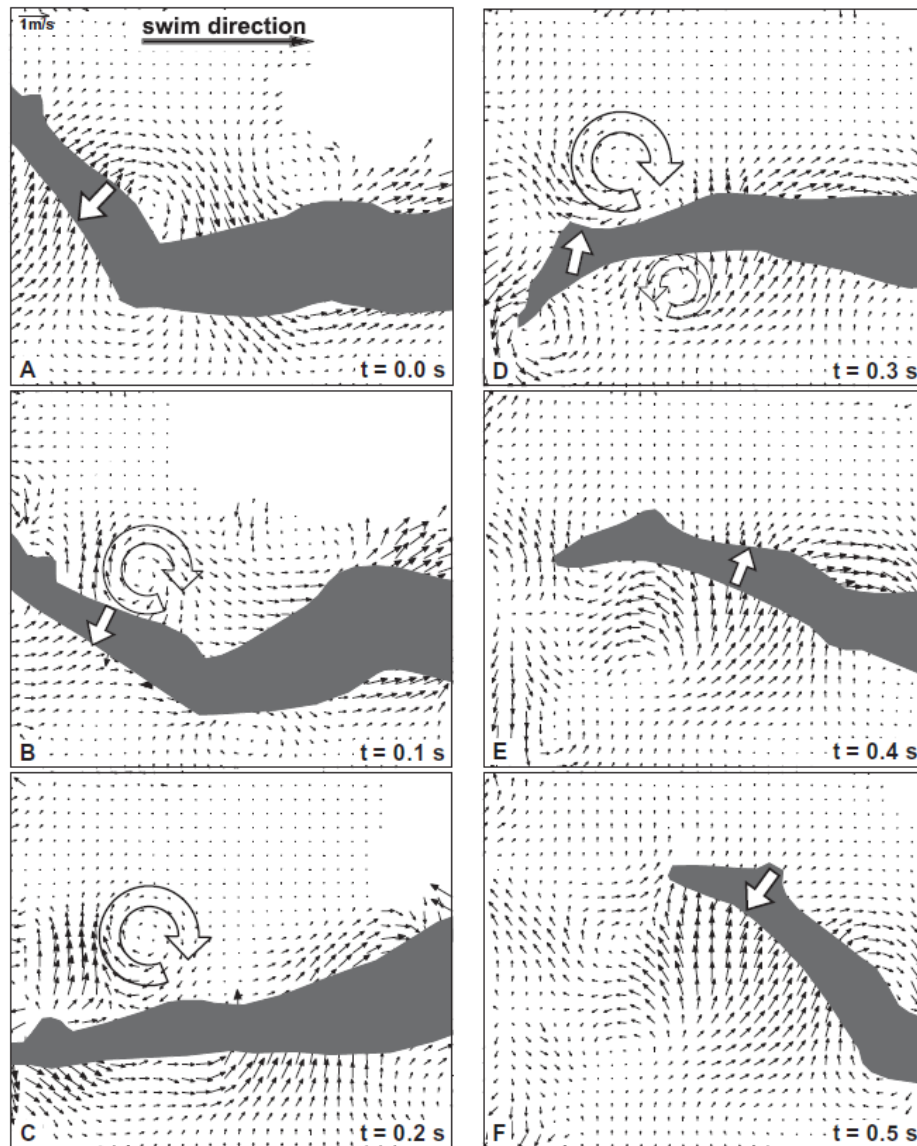 1m/s
swim direction
A
t = 0.0 s
B
t = 0.1 s
C
t = 0.2 s
D
t = 0.3 s
E
t = 0.4 s
F
t = 0.5 s